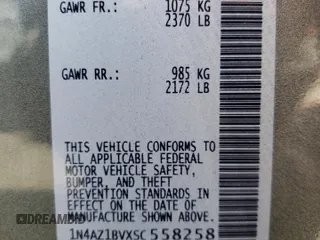 GAWR FR.: 1075 KG
2370 LB
GAWR RR.: 985 KG
2172 LB
THIS VEHICLE CONFORMS TO
ALL APPLICABLE FEDERAL
MOTOR VEHICLE SAFETY,
BUMPER, AND THEFT
PREVENTION STANDARDS IN
EFFECT ON THE DATE OF
MANUFACTURE SHOWN ABOVE.
1N4AZ1BVXSC558258
DREAMBID